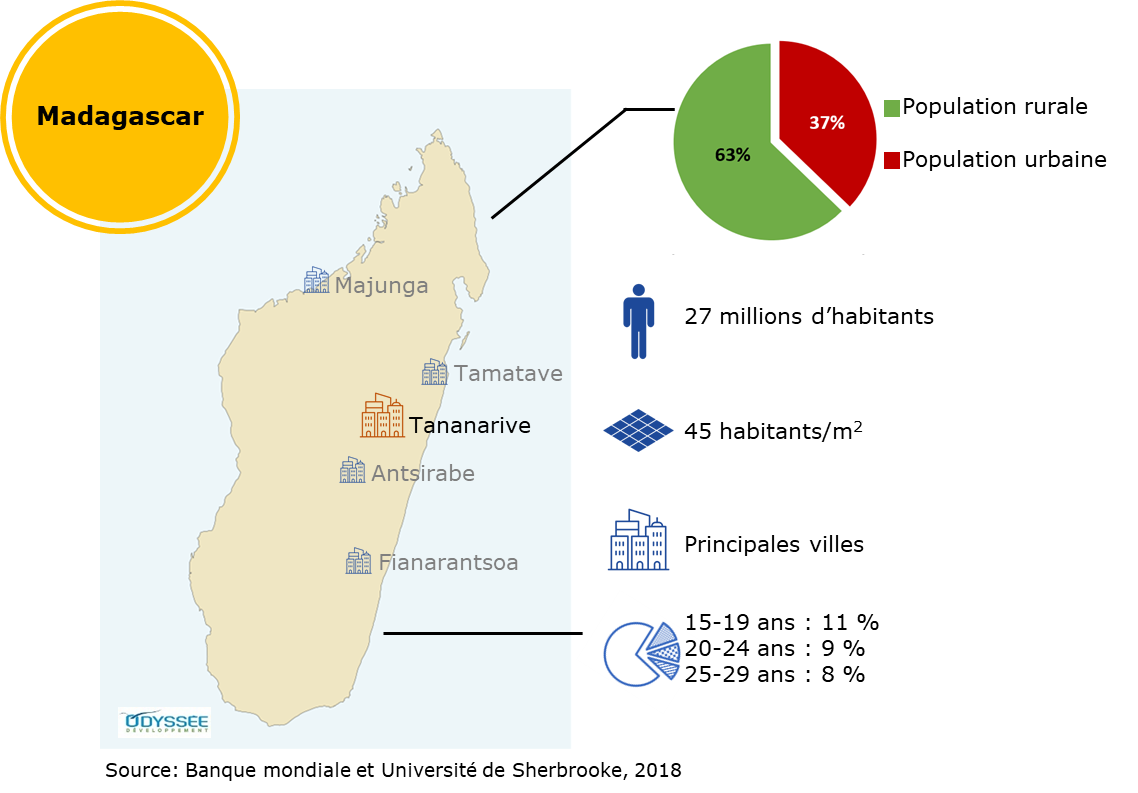 Madagascar
37%
63%
Population rurale
Population urbaine
Majunga
Tamatave
Tananarive
Antsirabe
Fianarantsoa
27 millions d’habitants
45 habitants/m²
Principales villes
15-19 ans : 11 %
20-24 ans : 9 %
25-29 ans : 8 %
ODYSSEE
DÉVELOPPEMENT
Source: Banque mondiale et Université de Sherbrooke, 2018